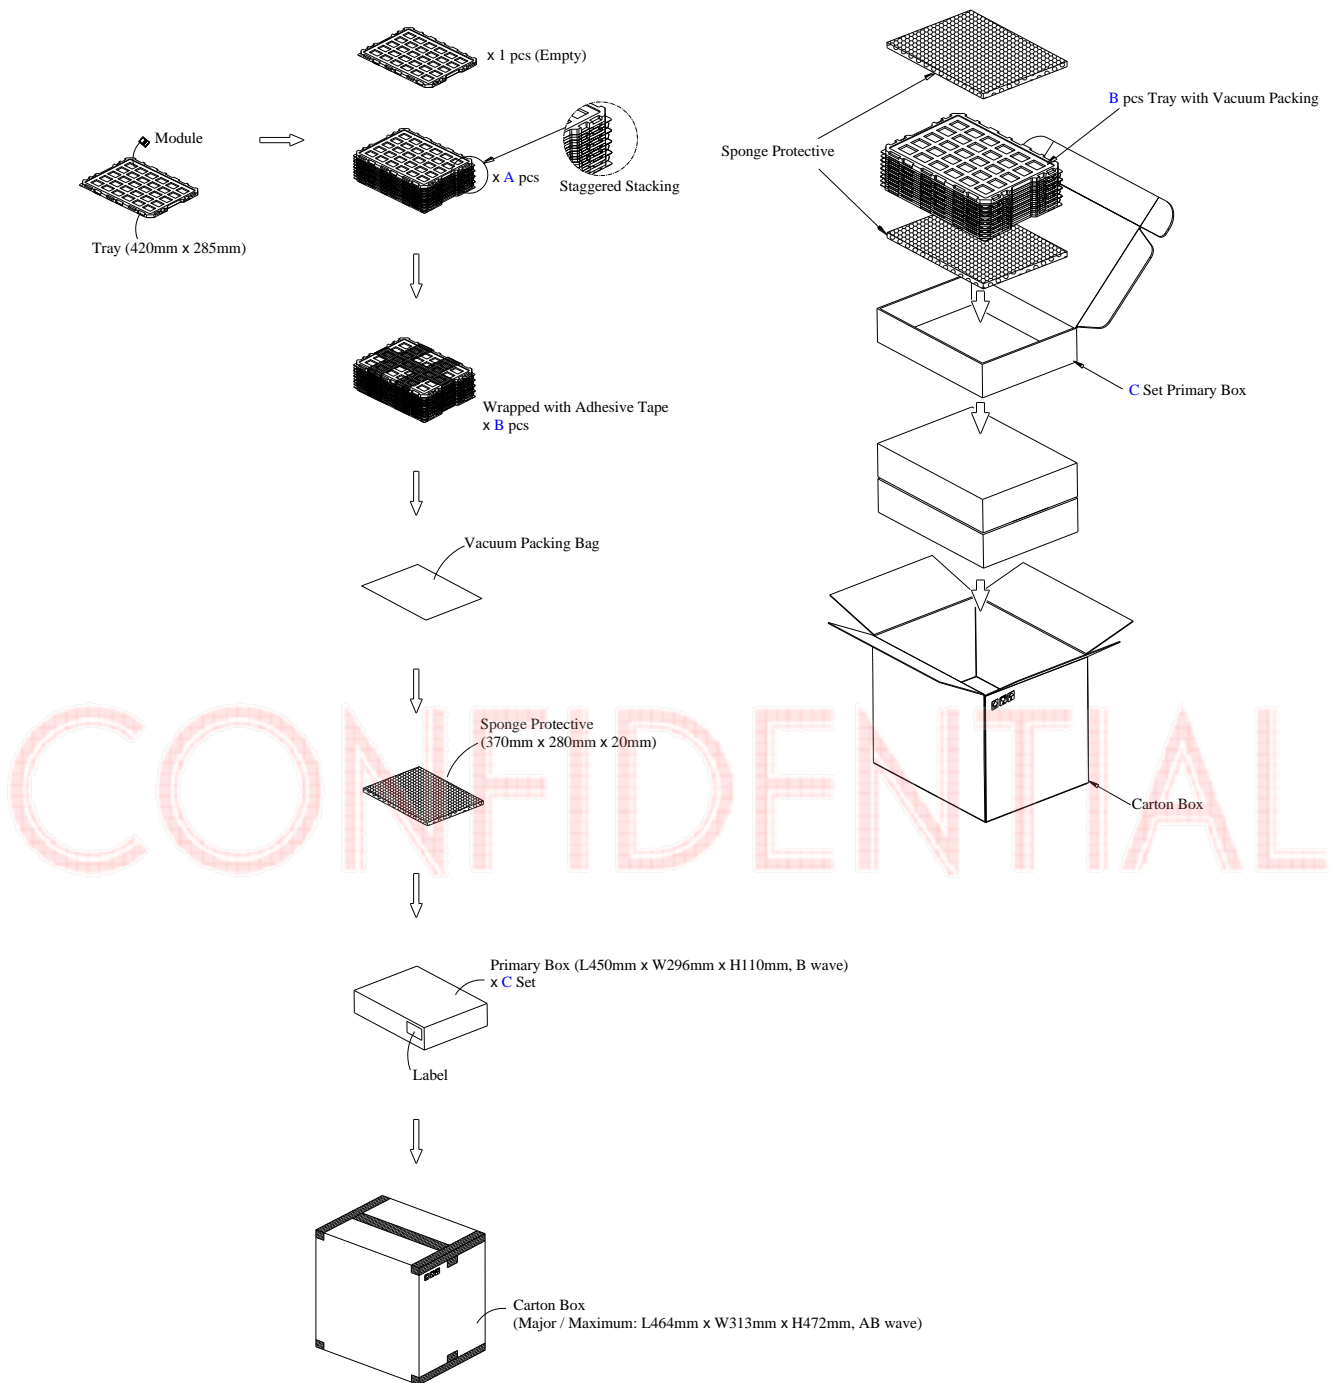 x 1 pcs (Empty)
Module
x A pcs
Staggered Stacking
Tray (420mm x 285mm)
Wrapped with Adhesive Tape
x B pcs
Vacuum Packing Bag
Sponge Protective
(370mm x 280mm x 20mm)
Primary Box (L450mm x W296mm x H110mm, B wave)
x C Set
Label
Carton Box
(Major / Maximum: L464mm x W313mm x H472mm, AB wave)
B pcs Tray with Vacuum Packing
Sponge Protective
C Set Primary Box
Carton Box
CONFIDENTIAL